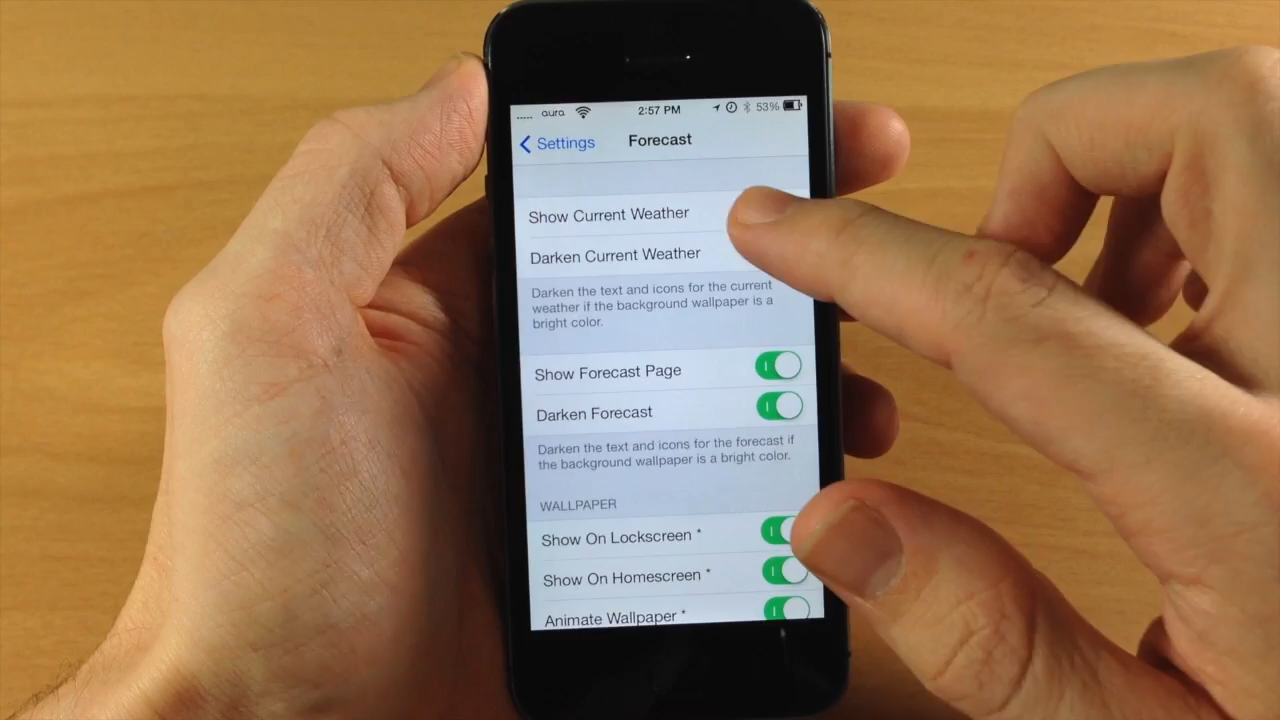 aura 2:57 PM 53%
Settings Forecast
Show Current Weather
Darken Current Weather
Darken the text and icons for the current
weather if the background wallpaper is a
bright color.
Show Forecast Page
Darken Forecast
Darken the text and icons for the forecast if
the background wallpaper is a bright color.
WALLPAPER
Show On Lockscreen *
Show On Homescreen *
Animate Wallpaper *